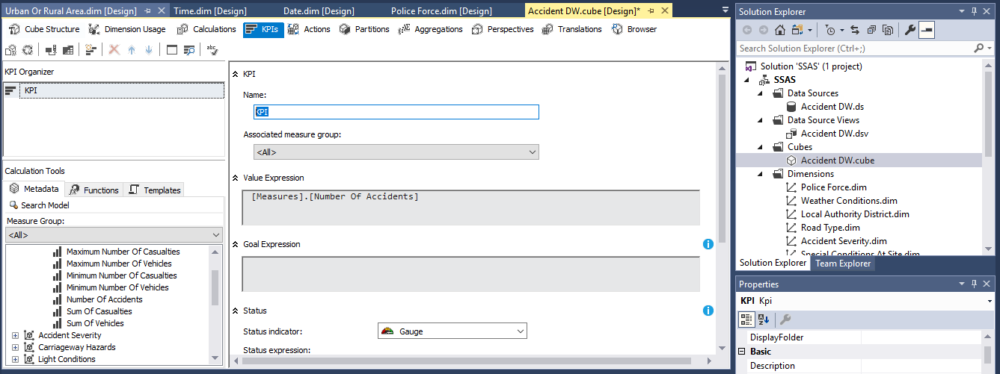 Urban Or Rural Area.dim [Design]
Time.dim [Design]
Date.dim [Design]
Police Force.dim [Design]
Accident DW.cube [Design]*
Cube Structure
Dimension Usage
Calculations
KPIs
Actions
Partitions
Aggregations
Perspectives
Translations
Browser
abc
KPI Organizer
KPI
Calculation Tools
Metadata
Functions
Templates
Search Model
Measure Group:
<All>
Maximum Number Of Casualties
Maximum Number Of Vehicles
Minimum Number Of Casualties
Minimum Number Of Vehicles
Number Of Accidents
Sum Of Casualties
Sum Of Vehicles
Accident Severity
Carriageway Hazards
Light Conditions
KPI
Name:
KPI
Associated measure group:
<All>
Value Expression
[Measures].[Number Of Accidents]
Goal Expression
Status
Status indicator:
Gauge
Status expression:
Solution Explorer
Search Solution Explorer (Ctrl+;)
Solution 'SSAS' (1 project)
SSAS
Data Sources
Accident DW.ds
Data Source Views
Accident DW.dsv
Cubes
Accident DW.cube
Dimensions
Police Force.dim
Weather Conditions.dim
Local Authority District.dim
Road Type.dim
Accident Severity.dim
Special Conditions At Site.dim
Solution Explorer
Team Explorer
Properties
KPI Kpi
DisplayFolder
Basic
Description